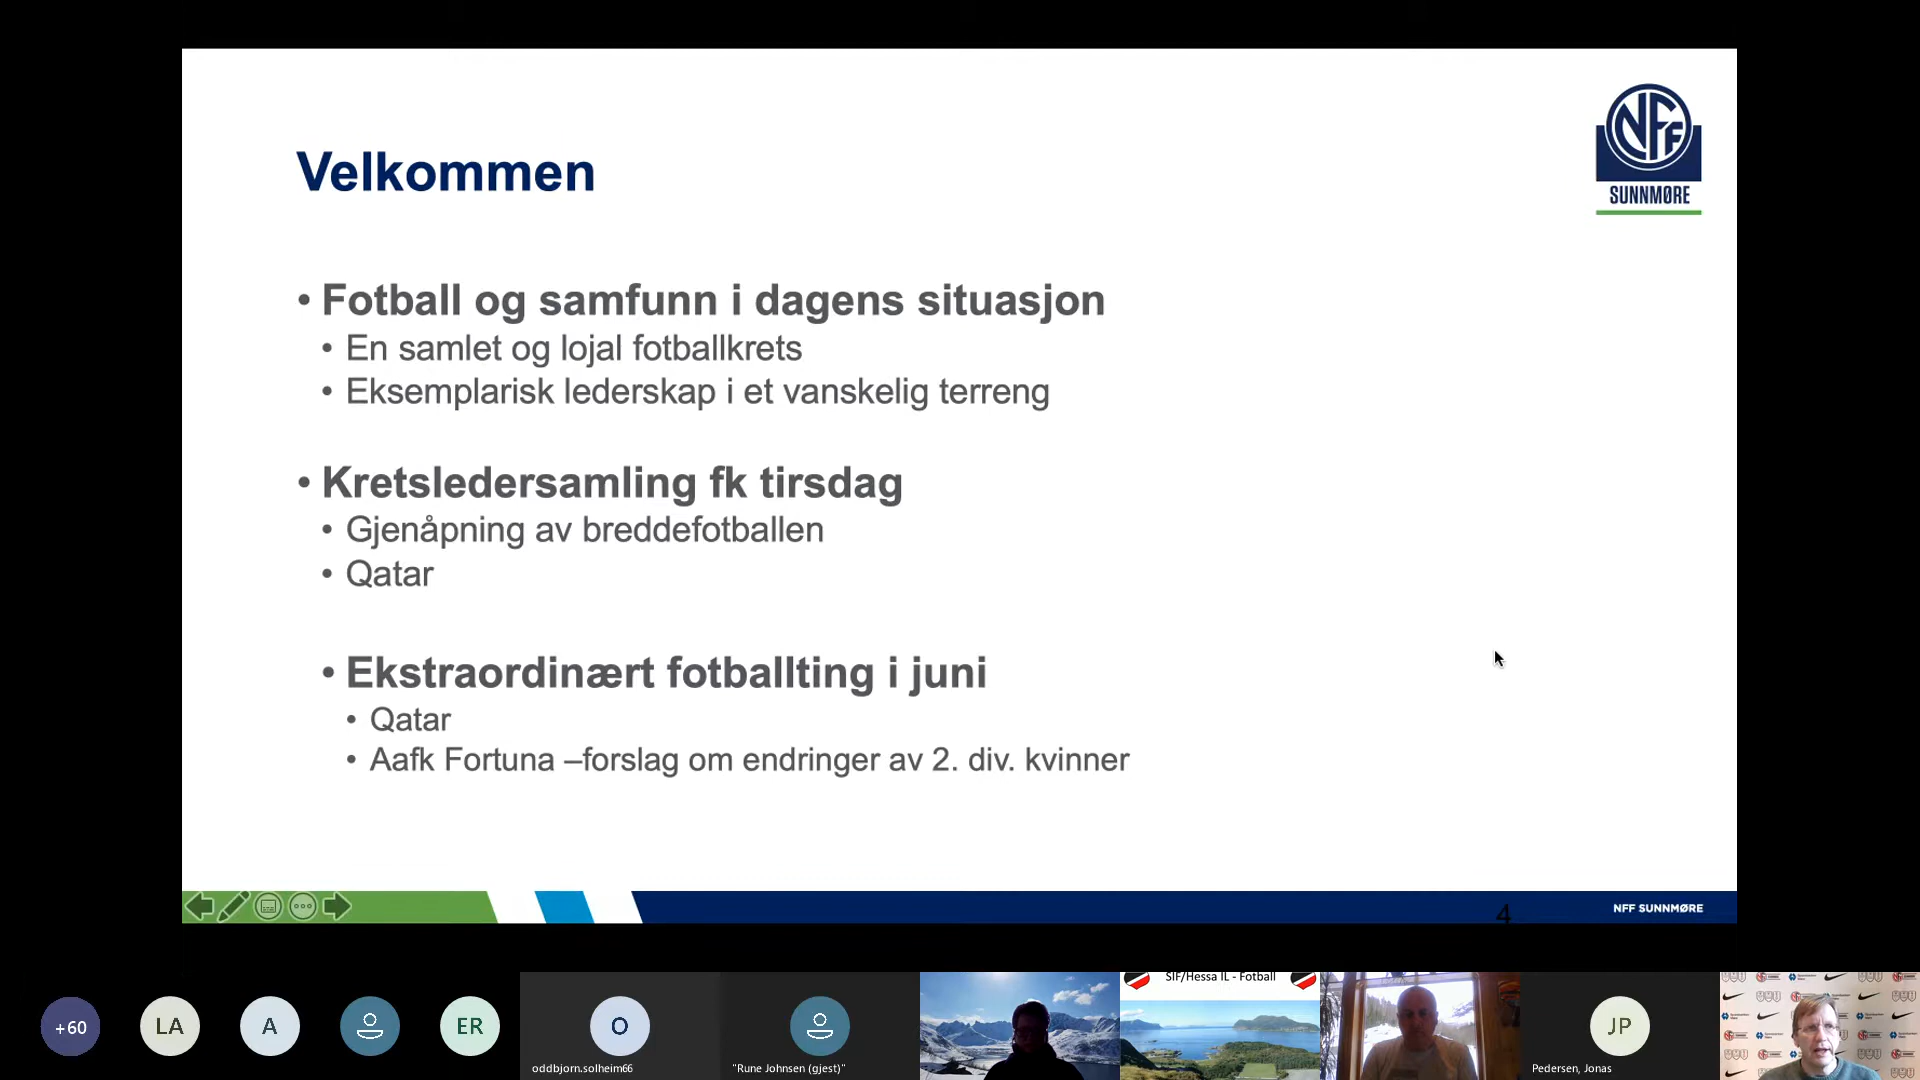 NFF
SUNNMØRE
Velkommen
• Fotball og samfunn i dagens situasjon
• En samlet og lojal fotballkrets
• Eksemplarisk lederskap i et vanskelig terreng
• Kretsledersamling fk tirsdag
• Gjenåpning av breddefotballen
• Qatar
• Ekstraordinært fotballting i juni
• Qatar
• Aafk Fortuna –forslag om endringer av 2. div. kvinner
4
NFF SUNNMØRE
+60
LA
A
ER
O
oddbjorn.solheim66
"Rune Johnsen (gjest)"
SIF/Hessa IL - Fotball
JP
Pedersen, Jonas